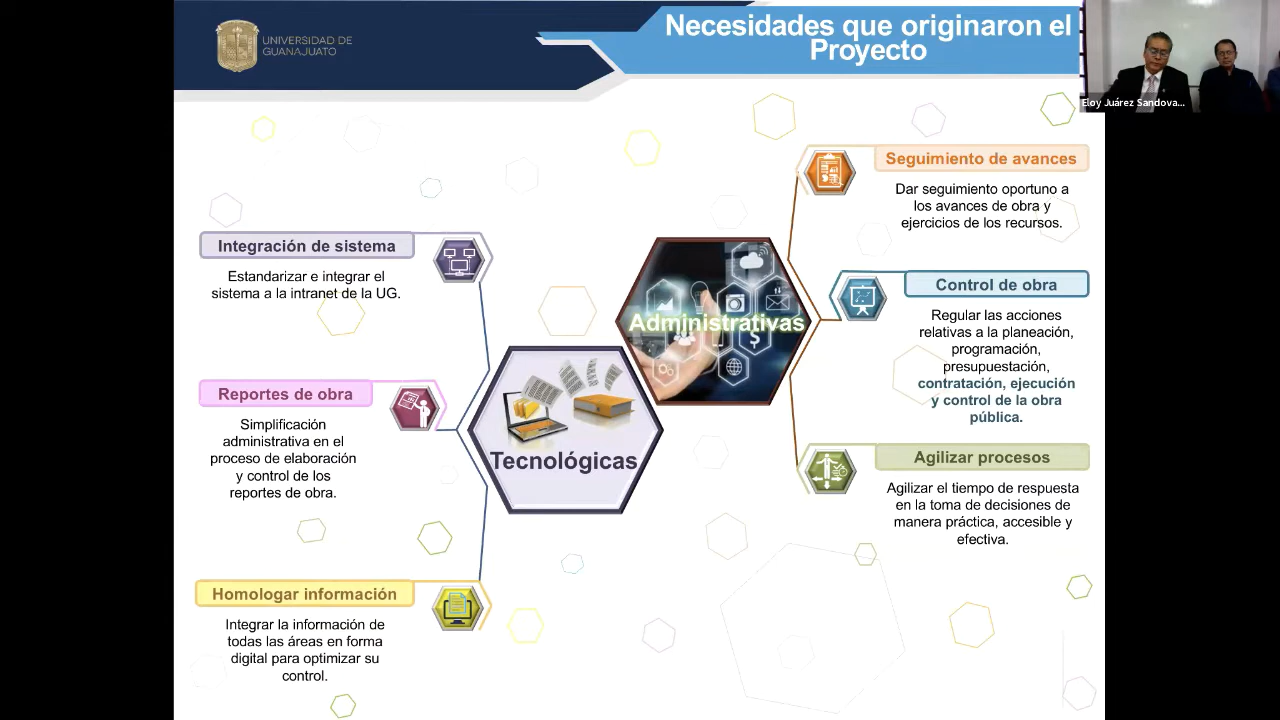 UNIVERSIDAD DE
GUANAJUATO
Necesidades que originaron el
Proyecto
Eloy Juárez Sandova...
Integración de sistema
Estandarizar e integrar el
sistema a la intranet de la UG.
Reportes de obra
Simplificación
administrativa en el
proceso de elaboración
y control de los
reportes de obra.
Homologar información
Integrar la información de
todas las áreas en forma
digital para optimizar su
control.
Tecnológicas
Administrativas
Seguimiento de avances
Dar seguimiento oportuno a
los avances de obra y
ejercicios de los recursos.
Control de obra
Regular las acciones
relativas a la planeación,
programación,
presupuestación,
contratación, ejecución
y control de la obra
pública.
Agilizar procesos
Agilizar el tiempo de respuesta
en la toma de decisiones de
manera práctica, accesible y
efectiva.